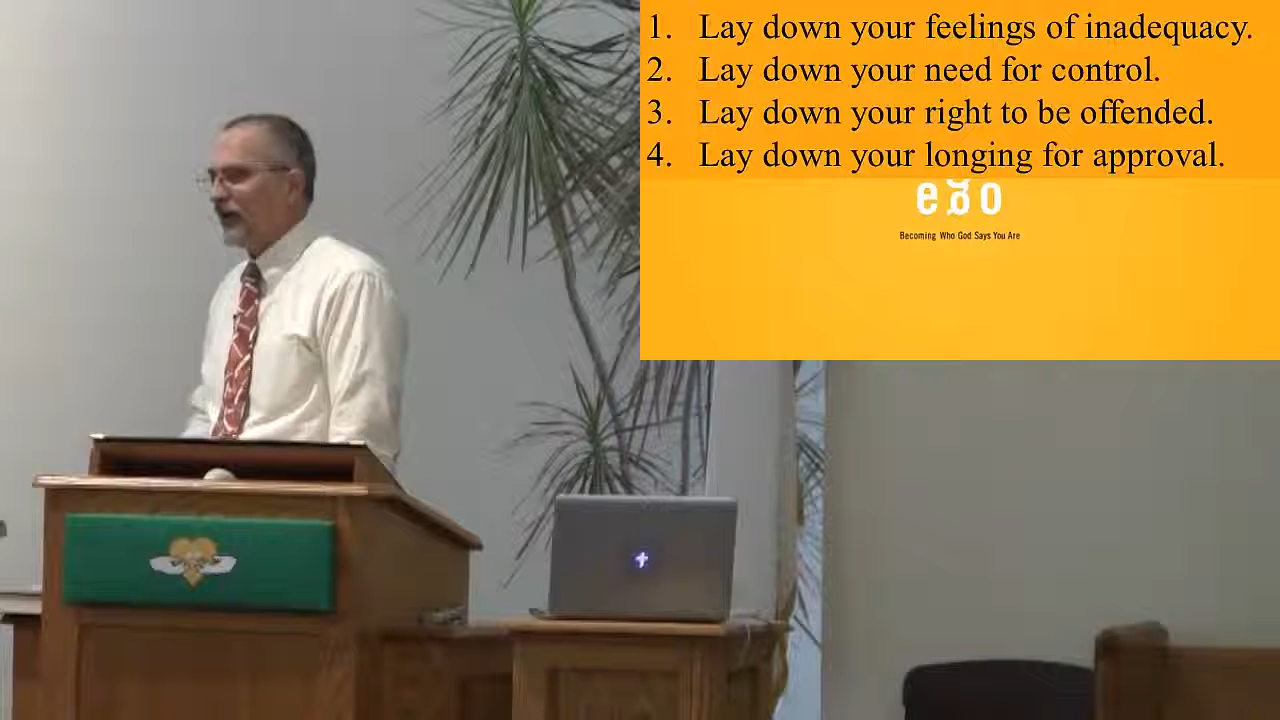 1. Lay down your feelings of inadequacy.
2. Lay down your need for control.
3. Lay down your right to be offended.
4. Lay down your longing for approval.
ego
Becoming Who God Says You Are